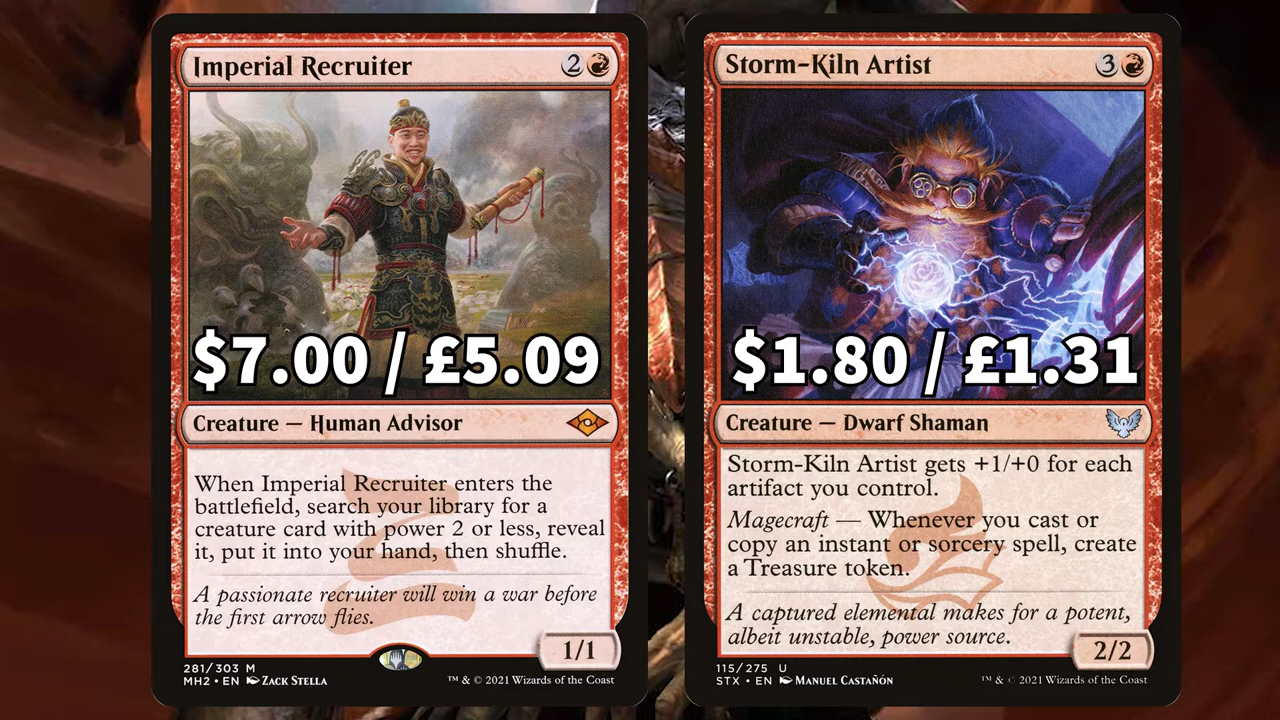 Imperial Recruiter 2
$7.00 / £5.09
Creature — Human Advisor
When Imperial Recruiter enters the
battlefield, search your library for a
creature card with power 2 or less, reveal
it, put it into your hand, then shuffle.
A passionate recruiter will win a war before
the first arrow flies.
1/1
281/303 M
MH2 • EN Zack Stella
™ & © 2021 Wizards of the Coast
Storm-Kiln Artist 3
$1.80 / £1.31
Creature — Dwarf Shaman
Storm-Kiln Artist gets +1/+0 for each
artifact you control.
Magecraft — Whenever you cast or
copy an instant or sorcery spell, create
a Treasure token.
A captured elemental makes for a potent,
albeit unstable, power source.
2/2
115/275 U
STX • EN Manuel Castañón
™ & © 2021 Wizards of the Coast